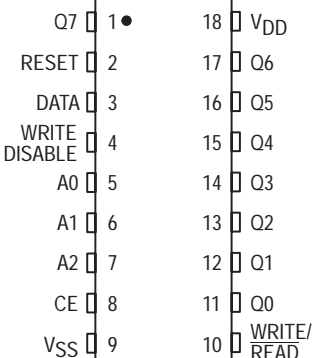 Q7 1 18 VDD
RESET 2 17 Q6
DATA 3 16 Q5
WRITE
DISABLE 4 15 Q4
A0 5 14 Q3
A1 6 13 Q2
A2 7 12 Q1
CE 8 11 Q0
VSS 9 10 WRITE/
READ